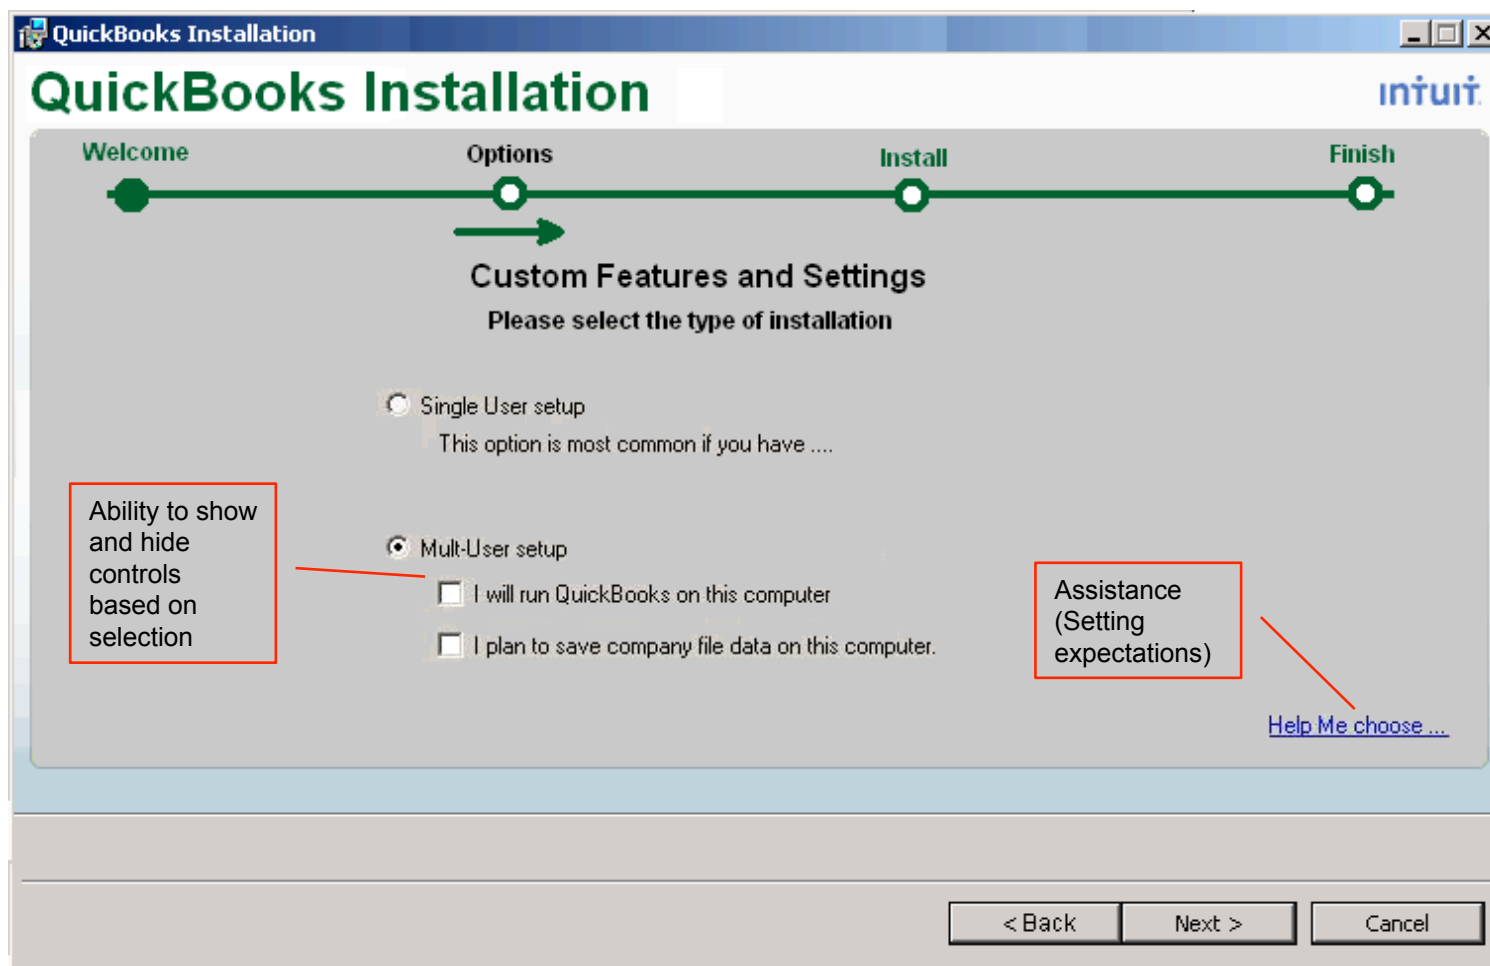 QuickBooks Installation
QuickBooks Installation
intuit.
Welcome
Options
Install
Finish
Custom Features and Settings
Please select the type of installation
Single User setup
This option is most common if you have ....
Ability to show
and hide
controls
based on
selection
Mult-User setup
I will run QuickBooks on this computer
I plan to save company file data on this computer.
Assistance
(Setting
expectations)
Help Me choose ...
< Back
Next >
Cancel